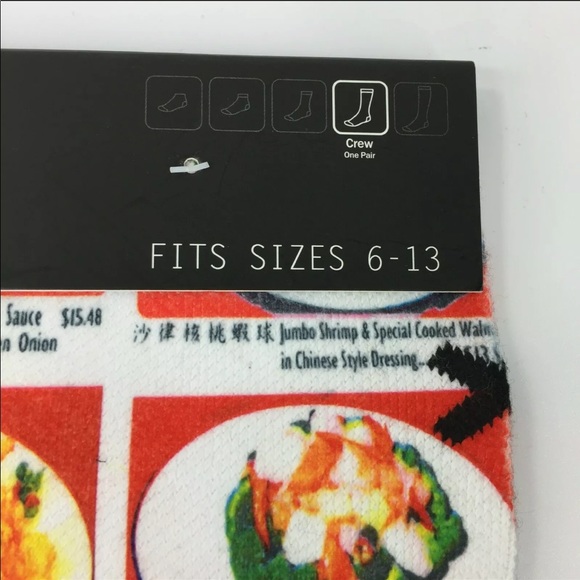 Crew
One Pair
FITS SIZES 6-13
Sauce $15.48
Onion
沙律核桃蝦球 Jumbo Shrimp & Special Cooked
in Chinese Style Dressing...